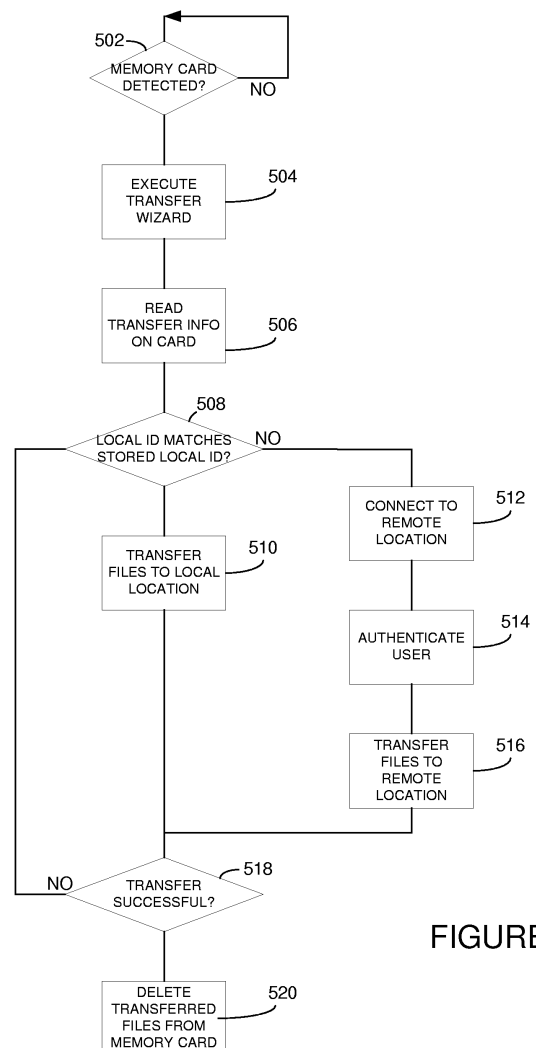 502
MEMORY CARD
DETECTED?
NO
EXECUTE
TRANSFER
WIZARD
504
READ
TRANSFER INFO
ON CARD
506
508
LOCAL ID MATCHES
STORED LOCAL ID?
NO
CONNECT TO
REMOTE
LOCATION
512
TRANSFER
FILES TO LOCAL
LOCATION
510
AUTHENTICATE
USER
514
TRANSFER
FILES TO
REMOTE
LOCATION
516
518
NO
TRANSFER
SUCCESSFUL?
FIGURE
DELETE
TRANSFERRED
FILES FROM
MEMORY CARD
520